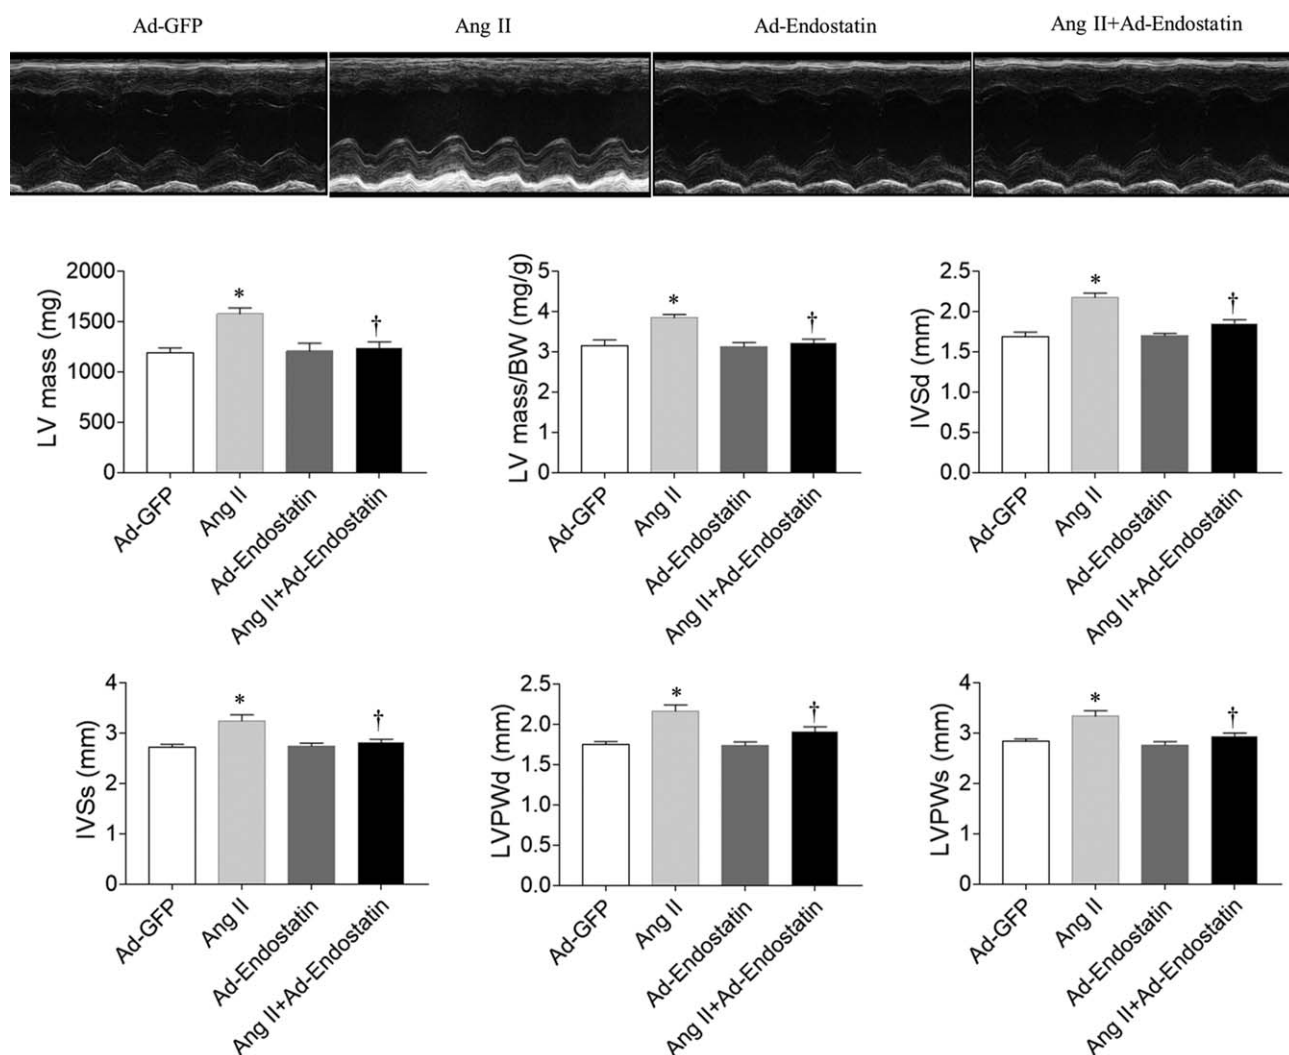 Ad-GFP Ang II Ad-Endostatin Ang II+Ad-Endostatin
LV mass (mg)
2000
1500
1000
500
0
*
†
Ad-GFP
Ang II
Ad-Endostatin
Ang II+Ad-Endostatin
LV mass/BW (mg/g)
5
4
3
2
1
0
*
†
Ad-GFP
Ang II
Ad-Endostatin
Ang II+Ad-Endostatin
IVSd (mm)
2.5
2.0
1.5
1.0
0.5
0.0
*
†
Ad-GFP
Ang II
Ad-Endostatin
Ang II+Ad-Endostatin
IVSs (mm)
4
3
2
1
0
*
†
Ad-GFP
Ang II
Ad-Endostatin
Ang II+Ad-Endostatin
LVPWd (mm)
2.5
2.0
1.5
1.0
0.5
0.0
*
†
Ad-GFP
Ang II
Ad-Endostatin
Ang II+Ad-Endostatin
LVPWs (mm)
4
3
2
1
0
*
†
Ad-GFP
Ang II
Ad-Endostatin
Ang II+Ad-Endostatin